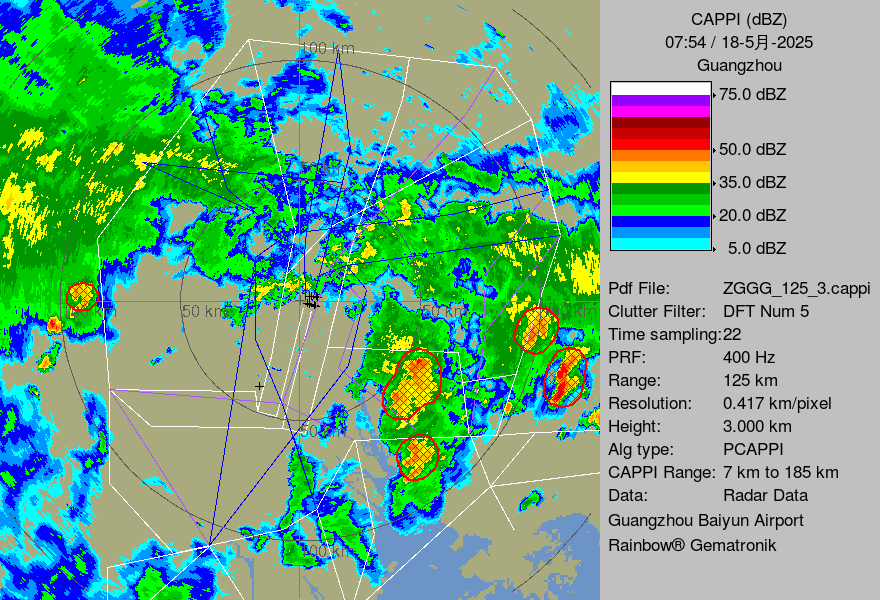 CAPPI (dBZ)
07:54 / 18-5月-2025
Guangzhou
75.0 dBZ
50.0 dBZ
35.0 dBZ
20.0 dBZ
5.0 dBZ
Pdf File: ZGGG_125_3.cappi
Clutter Filter: DFT Num 5
Time sampling:22
PRF: 400 Hz
Range: 125 km
Resolution: 0.417 km/pixel
Height: 3.000 km
Alg type: PCAPPI
CAPPI Range: 7 km to 185 km
Data: Radar Data
Guangzhou Baiyun Airport
Rainbow® Gematronik
100 km
50 km
50 km
50 km
100 km